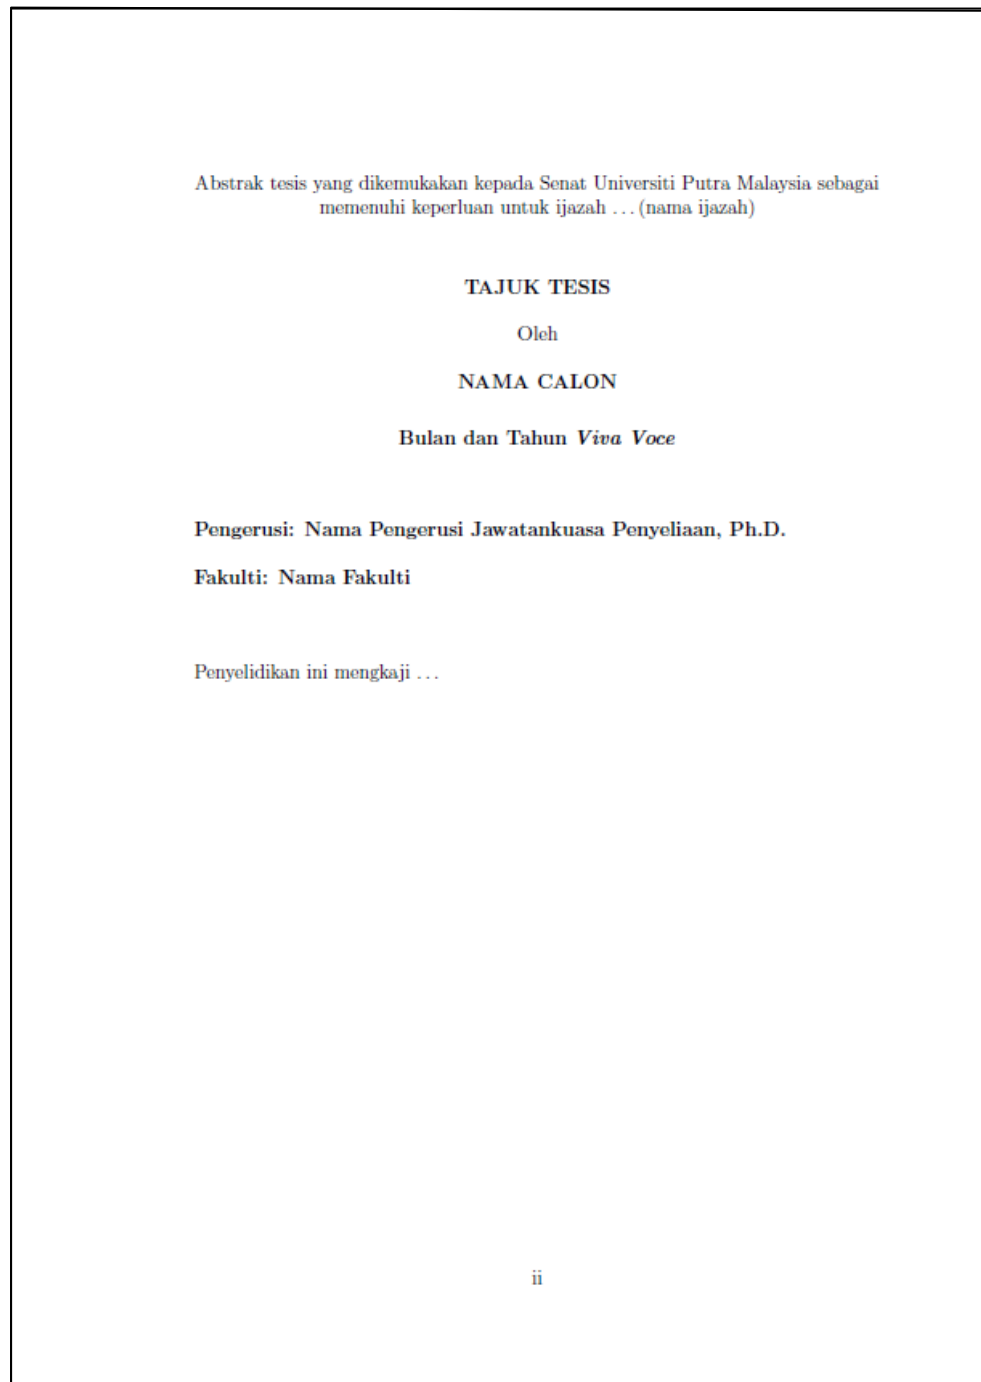 Abstrak tesis yang dikemukakan kepada Senat Universiti Putra Malaysia sebagai
memenuhi keperluan untuk ijazah ... (nama ijazah)
TAJUK TESIS
Oleh
NAMA CALON
Bulan dan Tahun Viva Voce
Pengerusi: Nama Pengerusi Jawatankuasa Penyeliaan, Ph.D.
Fakulti: Nama Fakulti
Penyelidikan ini mengkaji ...
ii